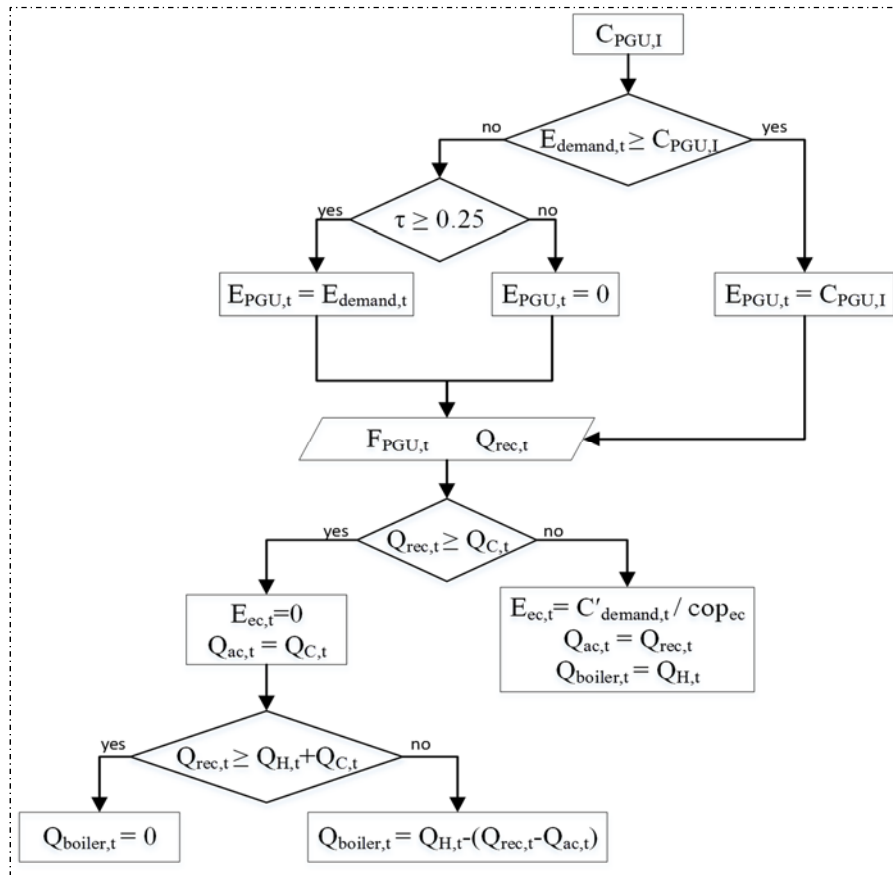 C_PGU,I
no
E_demand,t ≥ C_PGU,I
yes
yes
τ ≥ 0.25
no
E_PGU,t = E_demand,t
E_PGU,t = 0
E_PGU,t = C_PGU,I
F_PGU,t Q_rec,t
yes
Q_rec,t ≥ Q_C,t
no
E_ec,t=0
Q_ac,t = Q_C,t
E_ec,t= C′_demand,t / cop_ec
Q_ac,t = Q_rec,t
Q_boiler,t = Q_H,t
yes
Q_rec,t ≥ Q_H,t+Q_C,t
no
Q_boiler,t = 0
Q_boiler,t = Q_H,t-(Q_rec,t-Q_ac,t)